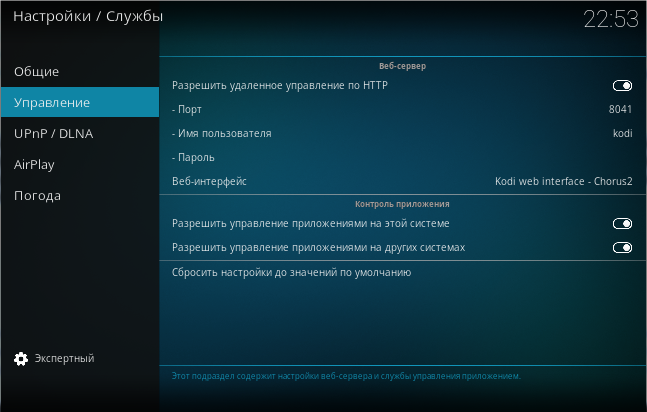 Настройки / Службы
22:53
Общие
Управление
UPnP / DLNA
AirPlay
Погода
Экспертный
Веб-сервер
Разрешить удаленное управление по HTTP
- Порт 8041
- Имя пользователя kodi
- Пароль
Веб-интерфейс Kodi web interface - Chorus2
Контроль приложения
Разрешить управление приложениями на этой системе
Разрешить управление приложениями на других системах
Сбросить настройки до значений по умолчанию
Этот подраздел содержит настройки веб-сервера и службы управления приложением.